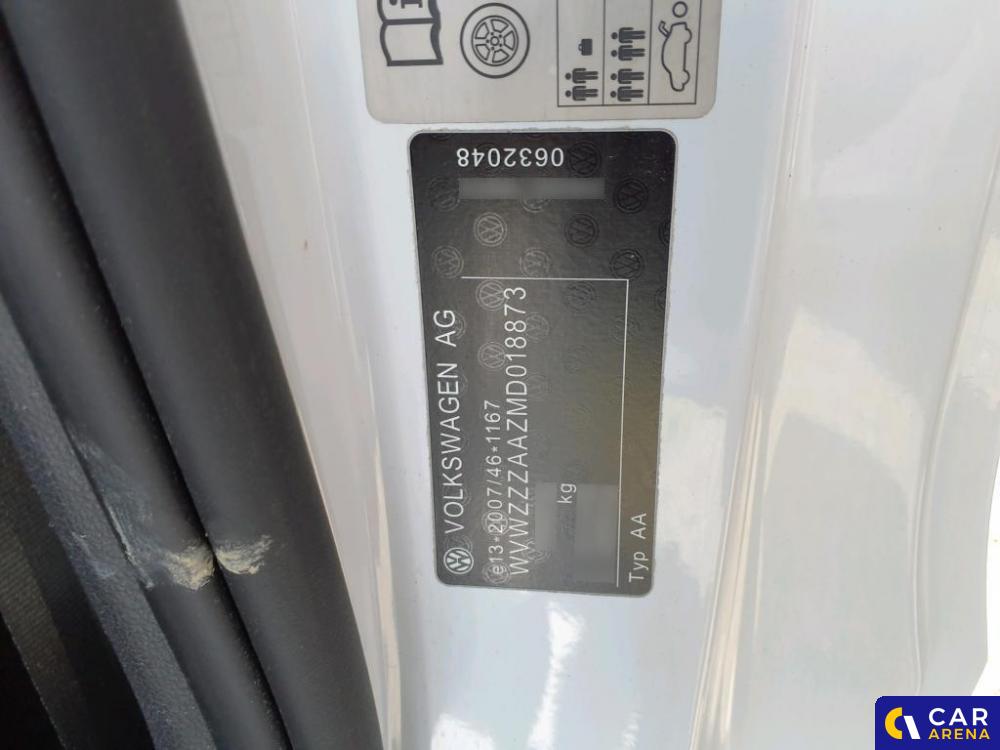 VOLKSWAGEN AG
e13*2007/46*1167
WVWZZZAAZMD018873
kg
Typ AA
0632048
CAR
ARENA